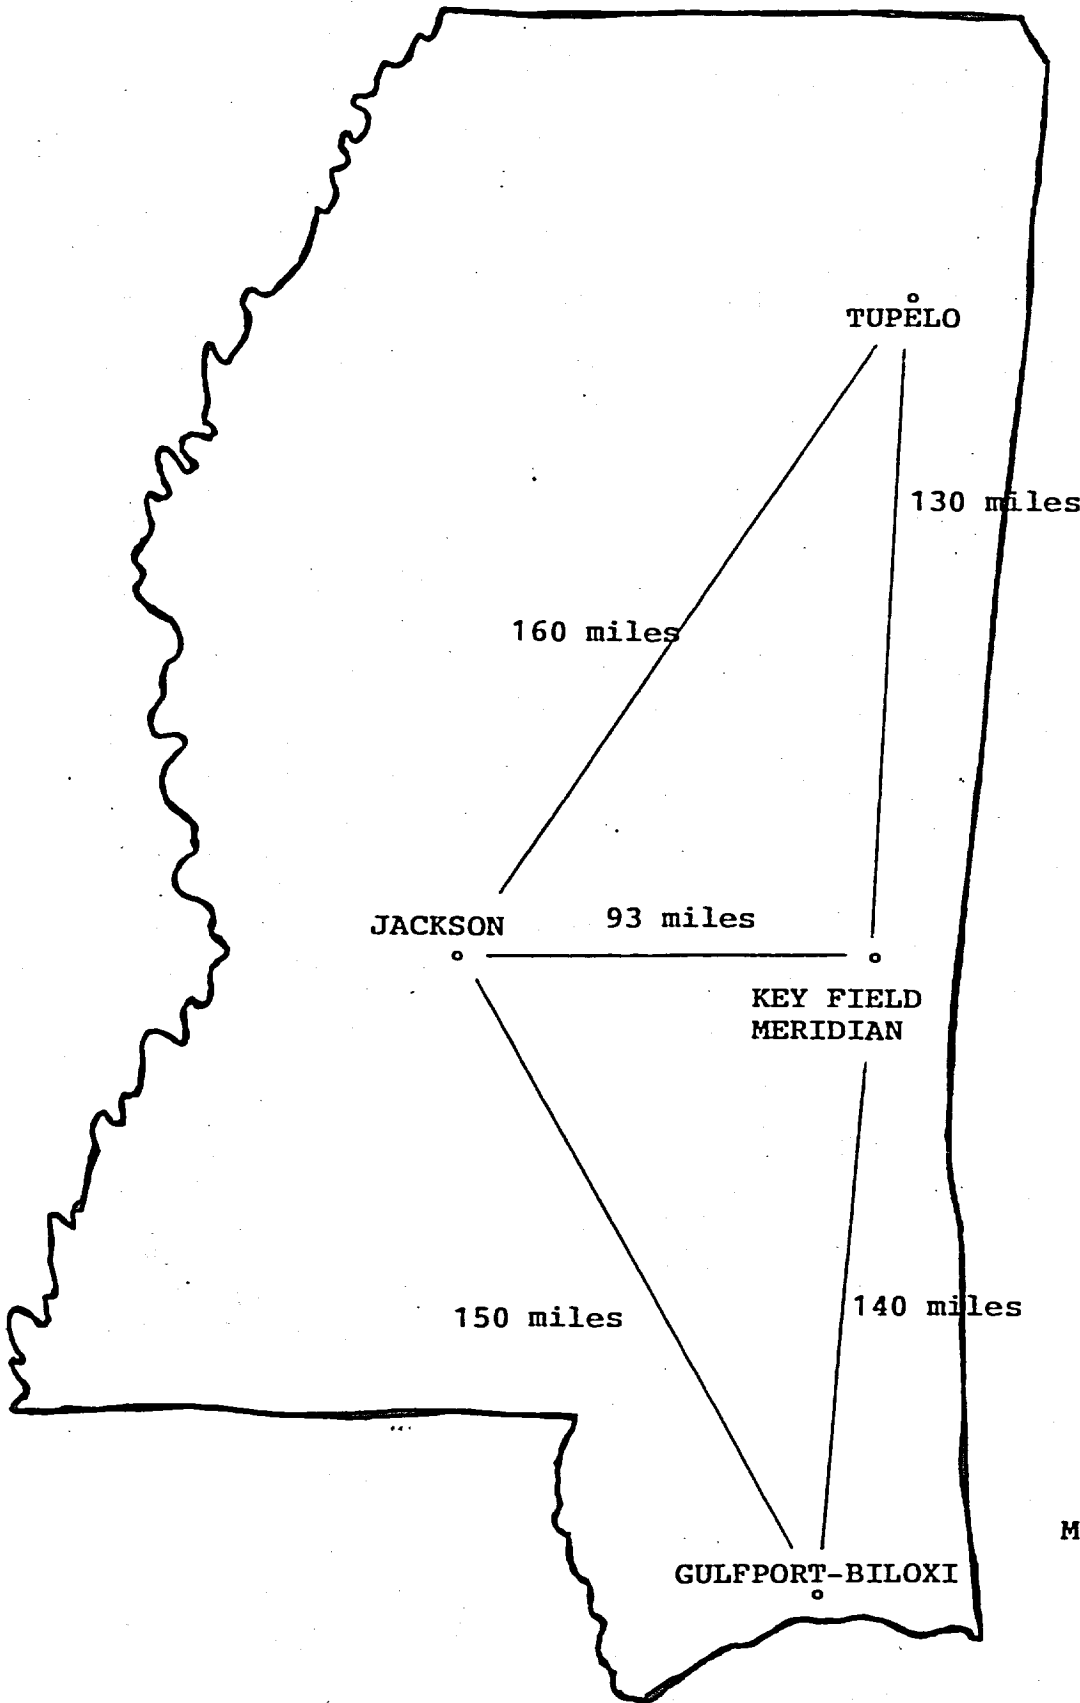 TUPELO
130 miles
160 miles
JACKSON
93 miles
KEY FIELD
MERIDIAN
150 miles
140 miles
M
GULFPORT-BILOXI